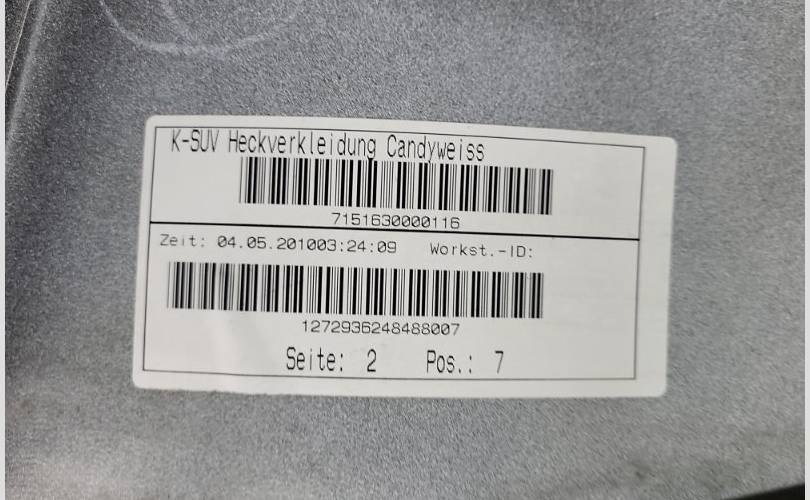 K-SUV Heckverkleidung Candyweiss
7151630000116
Zeit: 04.05.201003:24:09 Workst.-ID:
1272936248488007
Seite: 2 Pos.: 7